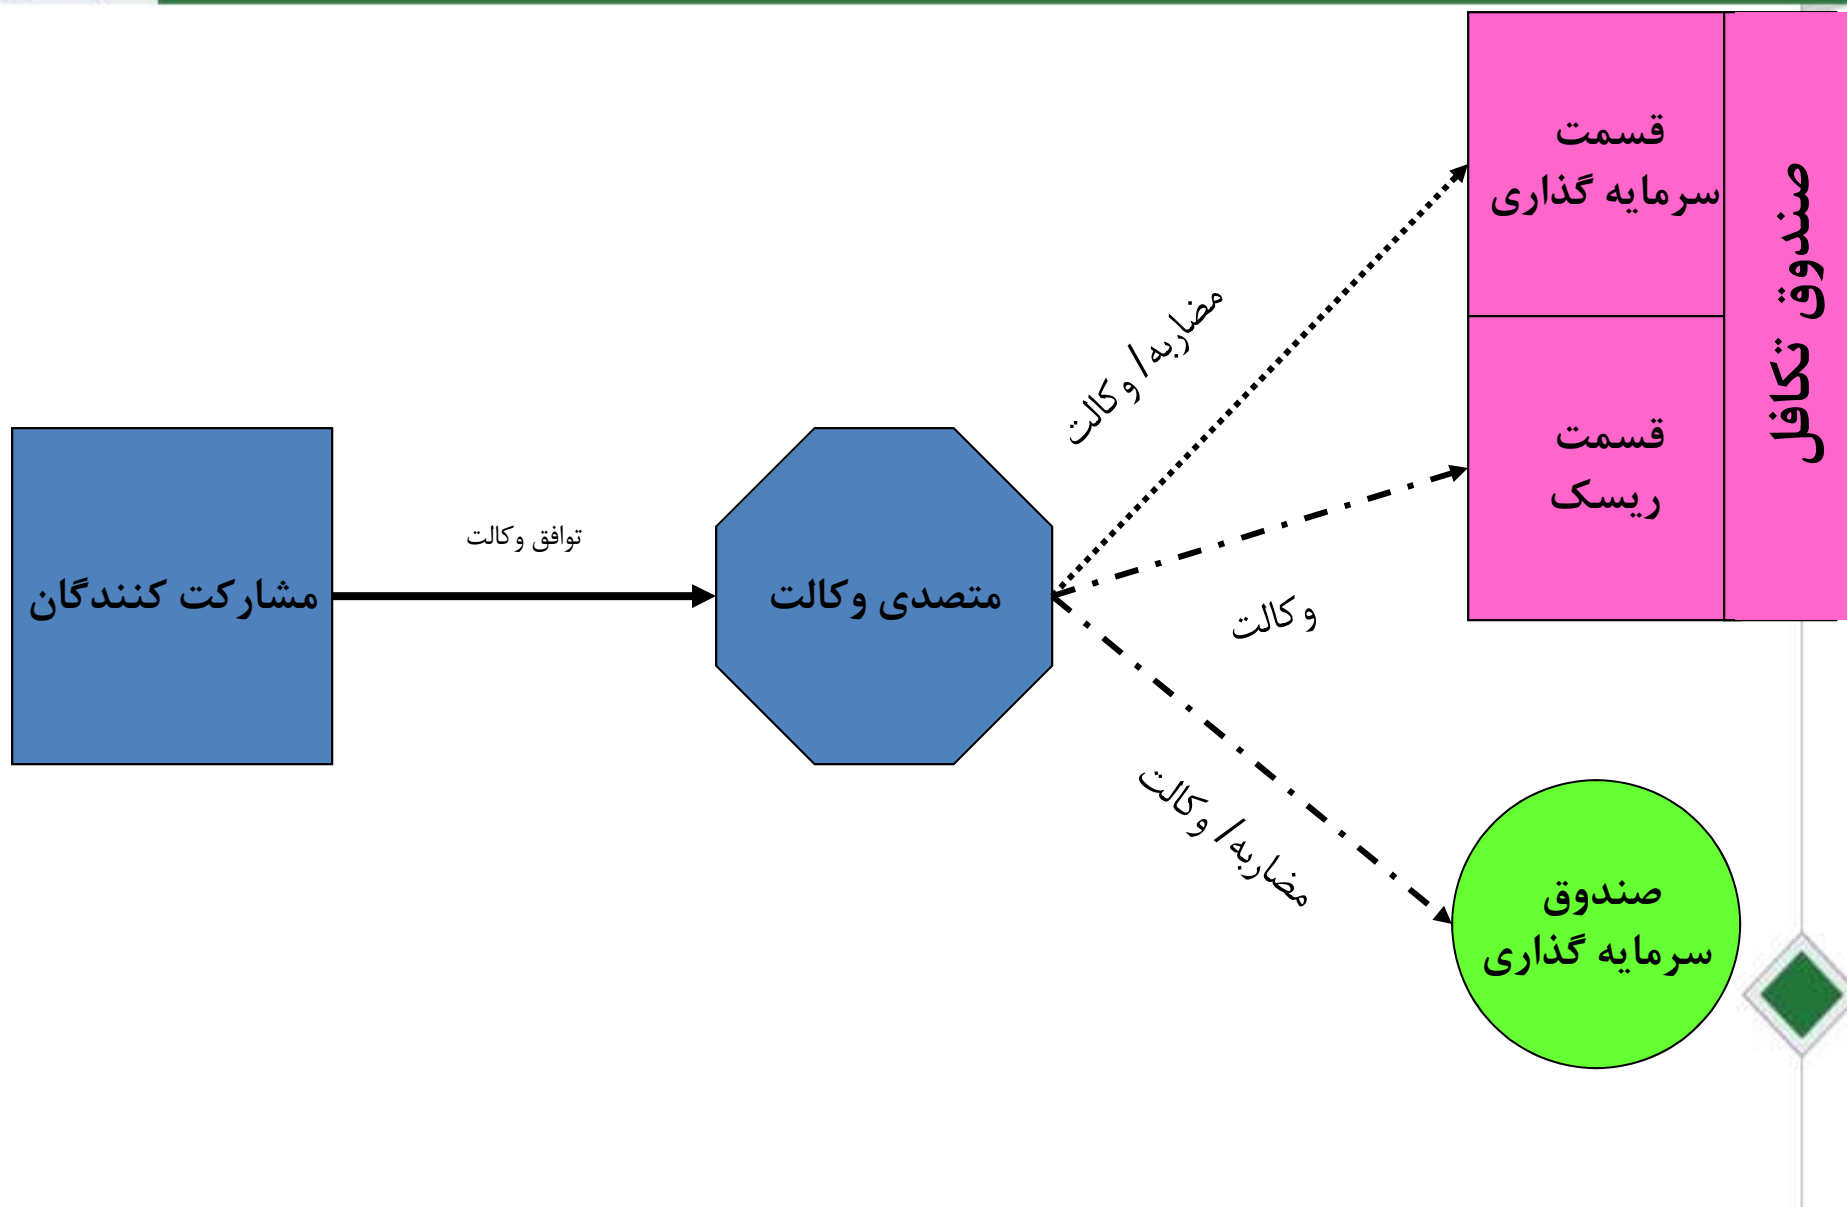 قسمت
سرمایه گذاری
صندوق تکافل
قسمت
ریسک
مضاربه/ وکالت
توافق وکالت
مشارکت کنندگان
متصدی وکالت
وکالت
مضاربه/ وکالت
صندوق
سرمایه گذاری